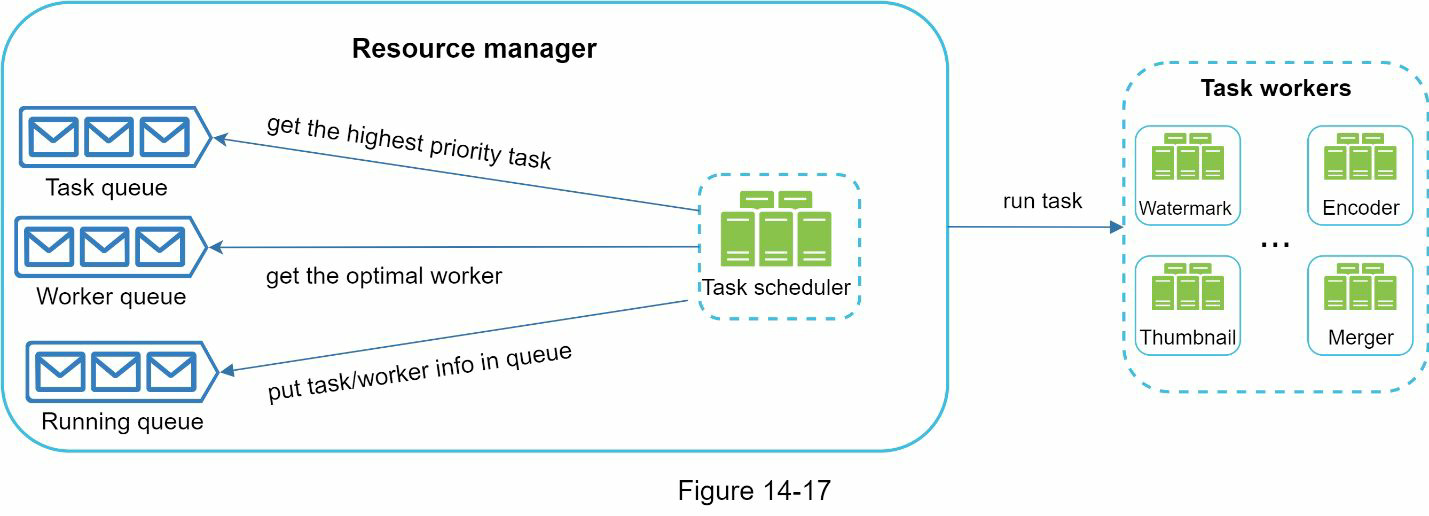 Resource manager
get the highest priority task
Task queue
get the optimal worker
Worker queue
put task/worker info in queue
Running queue
Task scheduler
run task
Task workers
Watermark
Encoder
...
Thumbnail
Merger
Figure 14-17